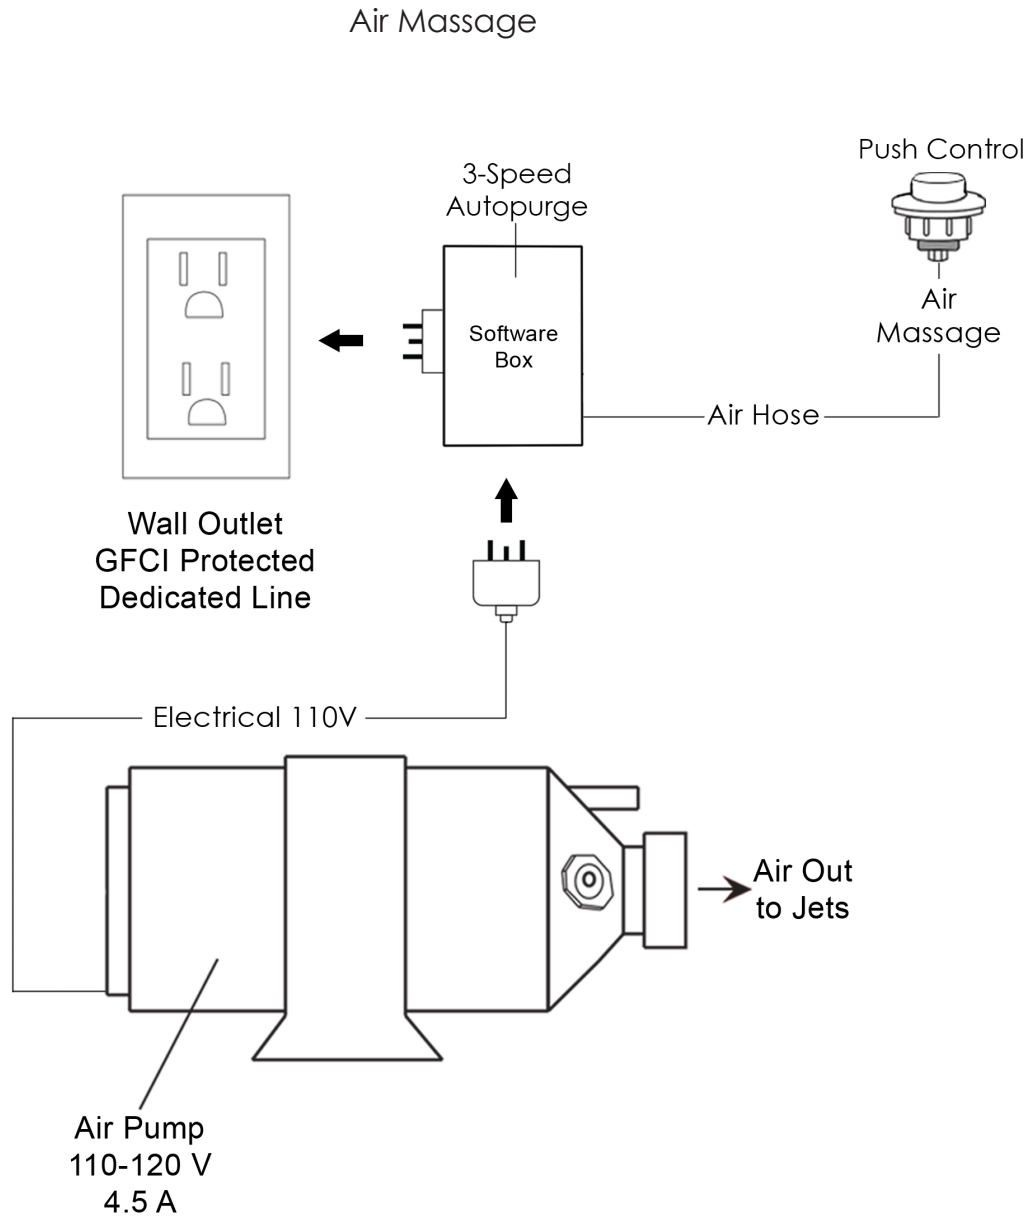 Air Massage
Push Control
3-Speed
Autopurge
Air
Massage
Software
Box
Air Hose
Wall Outlet
GFCI Protected
Dedicated Line
Electrical 110V
Air Out
to Jets
Air Pump
110-120 V
4.5 A